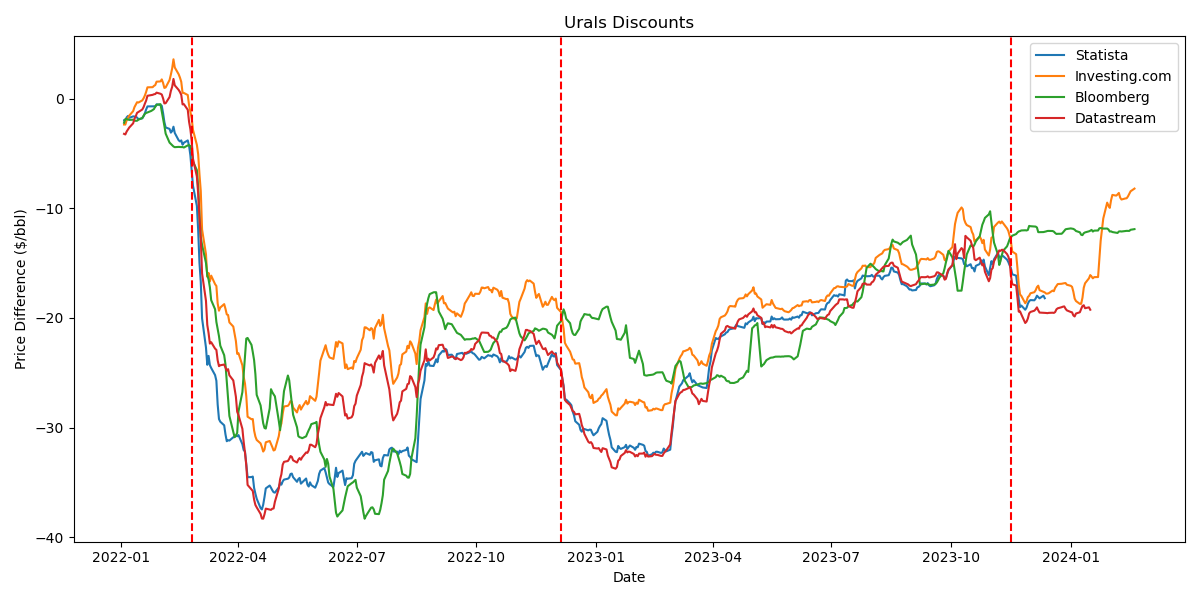 Urals Discounts
Statista
Investing.com
Bloomberg
Datastream
Price Difference ($/bbl)
0
−10
−20
−30
−40
2022-01 2022-04 2022-07 2022-10 2023-01 2023-04 2023-07 2023-10 2024-01
Date